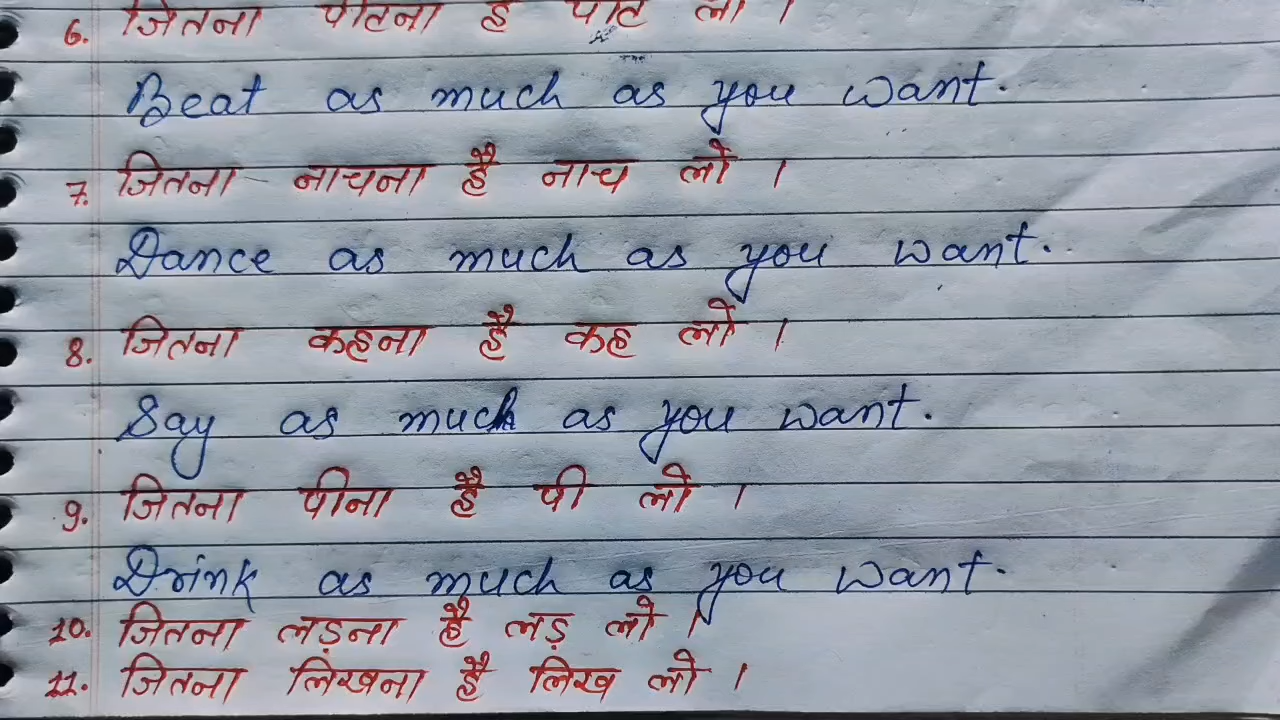 6. जितना पीटना है पीट लो ।
Beat as much as you want.
7. जितना नाचना है नाच लो ।
Dance as much as you want.
8. जितना कहना है कह लो ।
Say as much as you want.
9. जितना पीना है पी लो ।
Drink as much as you want.
10. जितना लड़ना है लड़ लो ।
11. जितना लिखना है लिख लो ।